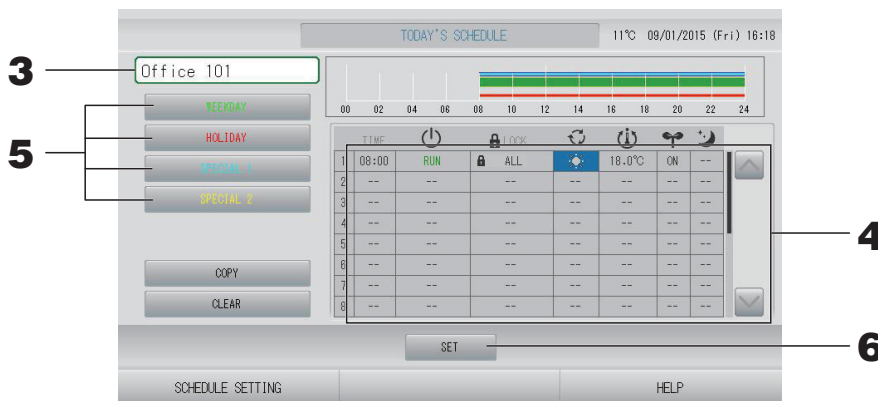 TODAY'S SCHEDULE 11℃ 09/01/2015 (Fri) 16:18
3 Office 101
WEEKDAY
HOLIDAY
SPECIAL 1
SPECIAL 2
5
COPY
CLEAR
00 02 04 06 08 10 12 14 16 18 20 22 24
TIME LOCK
1 08:00 RUN ALL 18.0℃ ON --
2 -- -- -- -- -- -- --
3 -- -- -- -- -- -- --
4 -- -- -- -- -- -- --
5 -- -- -- -- -- -- --
6 -- -- -- -- -- -- --
7 -- -- -- -- -- -- --
8 -- -- -- -- -- -- --
4
SET 6
SCHEDULE SETTING HELP